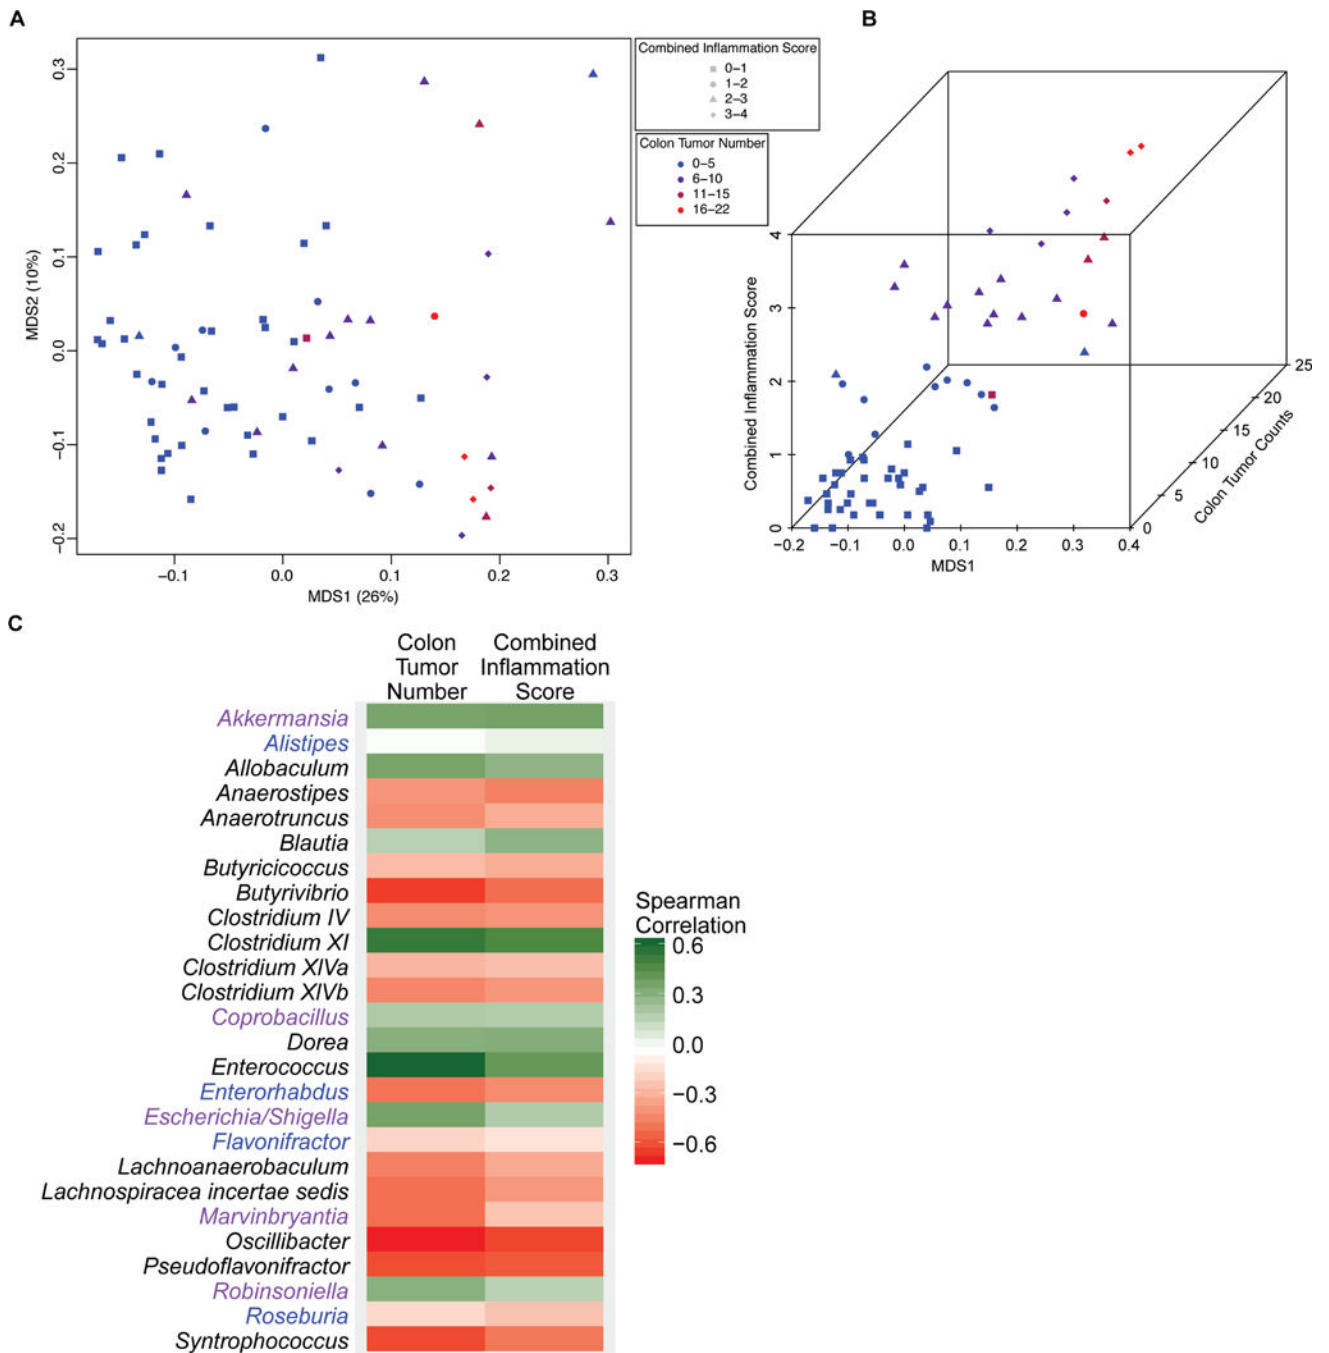 A
B
Combined Inflammation Score
0–1
1–2
2–3
3–4
Colon Tumor Number
0–5
6–10
11–15
16–22
MDS2 (10%)
0.3
0.2
0.1
0.0
−0.1
−0.2
−0.1
0.0
0.1
0.2
0.3
MDS1 (26%)
Combined Inflammation Score
4
3
2
1
0
−0.2
−0.1
0.0
0.1
0.2
0.3
0.4
MDS1
0
5
10
15
20
25
Colon Tumor Counts
C
Colon
Tumor
Number
Combined
Inflammation
Score
Akkermansia
Alistipes
Allobaculum
Anaerostipes
Anaerotruncus
Blautia
Butyricicoccus
Butyrivibrio
Clostridium IV
Clostridium XI
Clostridium XIVa
Clostridium XIVb
Coprobacillus
Dorea
Enterococcus
Enterorhabdus
Escherichia/Shigella
Flavonifractor
Lachnoanaerobaculum
Lachnospiracea incertae sedis
Marvinbryantia
Oscillibacter
Pseudoflavonifractor
Robinsoniella
Roseburia
Syntrophococcus
Spearman
Correlation
0.6
0.3
0.0
−0.3
−0.6